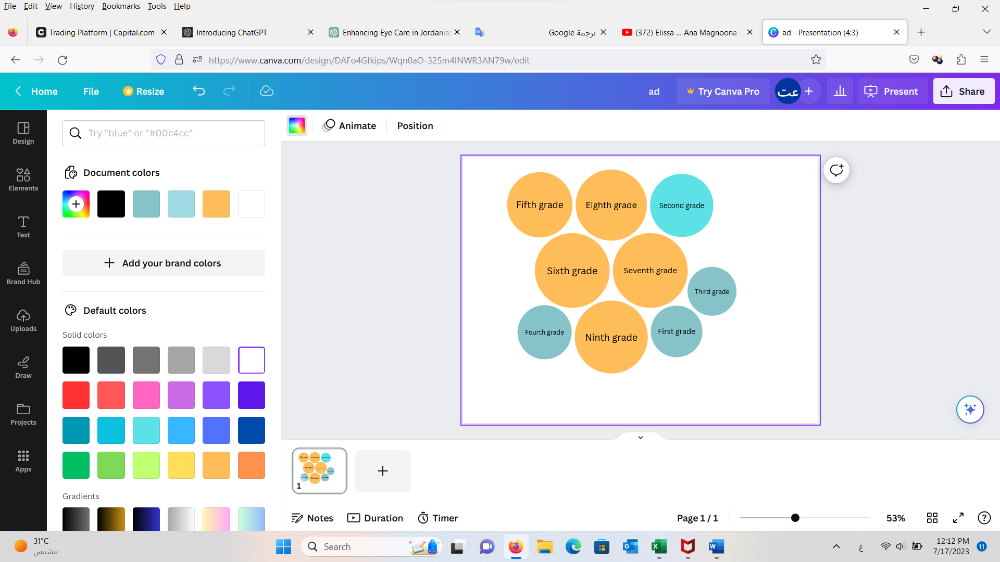 File Edit View History Bookmarks Tools Help
Trading Platform | Capital.com
Introducing ChatGPT
Enhancing Eye Care in Jordanian
ترجمة Google
(372) Elissa ... Ana Magnoona -
ad - Presentation (4:3)
https://www.canva.com/design/DAFo4Gfkips/Wqn0aO-325m4INWR3AN79w/edit
Home File Resize
ad
Try Canva Pro
عت
Present
Share
Design
Elements
Text
Brand Hub
Uploads
Draw
Projects
Apps
Try "blue" or "#00c4cc"
Document colors
Add your brand colors
Default colors
Solid colors
Gradients
Animate Position
Fifth grade Eighth grade Second grade
Sixth grade Seventh grade
Third grade
Fourth grade Ninth grade First grade
1
Notes Duration Timer
Page 1 / 1
53%
31°C
مشمس
Search
ع
12:12 PM
7/17/2023
11